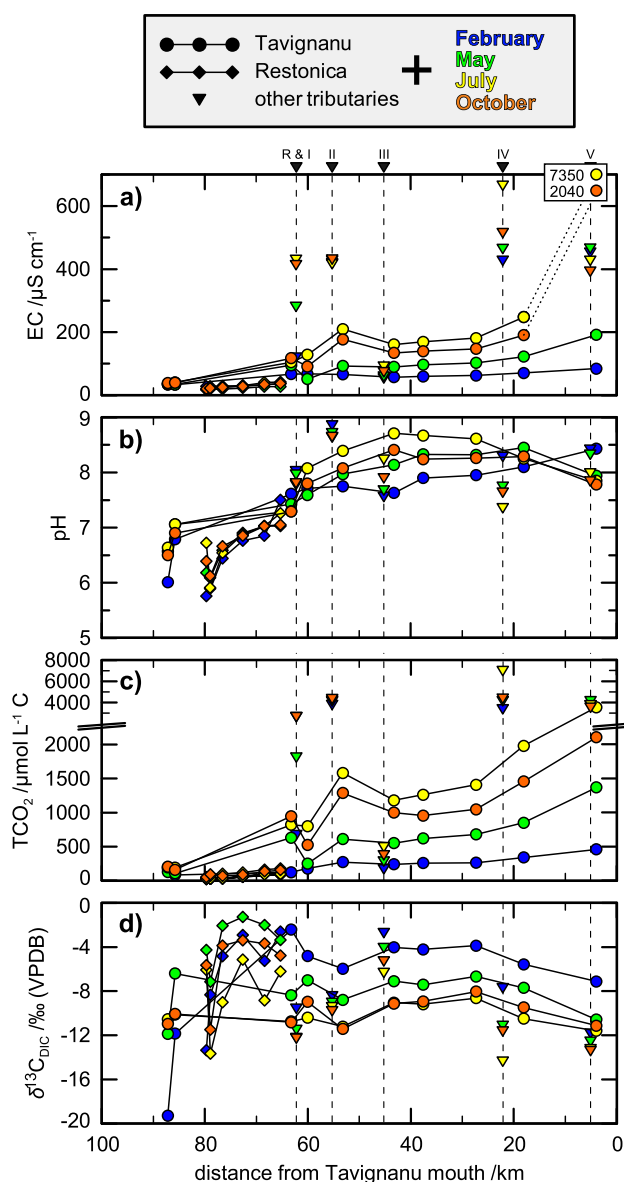 Tavignanu
Restonica
other tributaries
+
February
May
July
October
R & I II III IV V
a)
7350
2040
600
400
200
0
EC /µS cm⁻¹
b)
9
8
7
6
5
pH
c)
8000
6000
4000
2000
1500
1000
500
0
TCO₂ /µmol L⁻¹ C
d)
0
-4
-8
-12
-16
-20
δ¹³C_DIC /‰ (VPDB)
100 80 60 40 20 0
distance from Tavignanu mouth /km